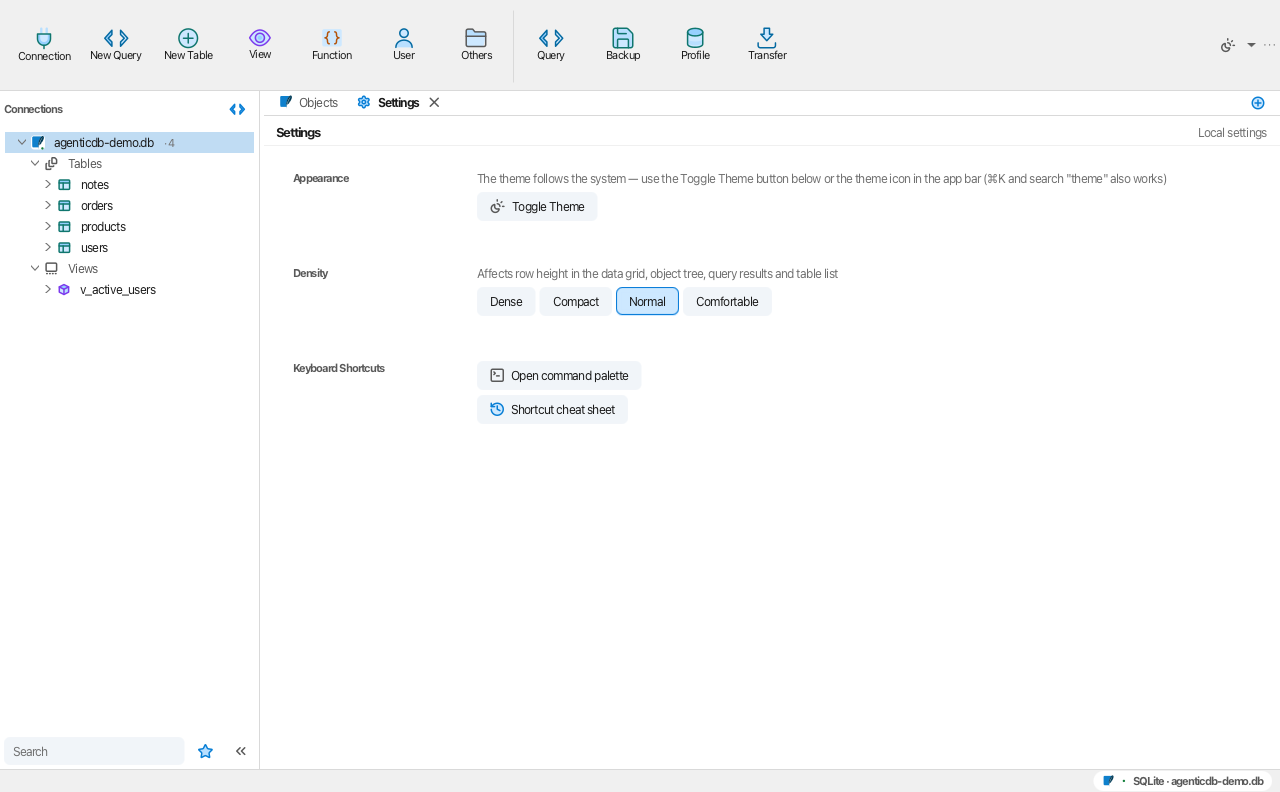 Connection
New Query
New Table
View
Function
User
Others
Query
Backup
Profile
Transfer
Connections
Objects
Settings
Settings
Local settings
agenticdb-demo.db · 4
Tables
notes
orders
products
users
Views
v_active_users
Appearance
The theme follows the system — use the Toggle Theme button below or the theme icon in the app bar (⌘K and search "theme" also works)
Toggle Theme
Density
Affects row height in the data grid, object tree, query results and table list
Dense
Compact
Normal
Comfortable
Keyboard Shortcuts
Open command palette
Shortcut cheat sheet
Search
· SQLite · agenticdb-demo.db